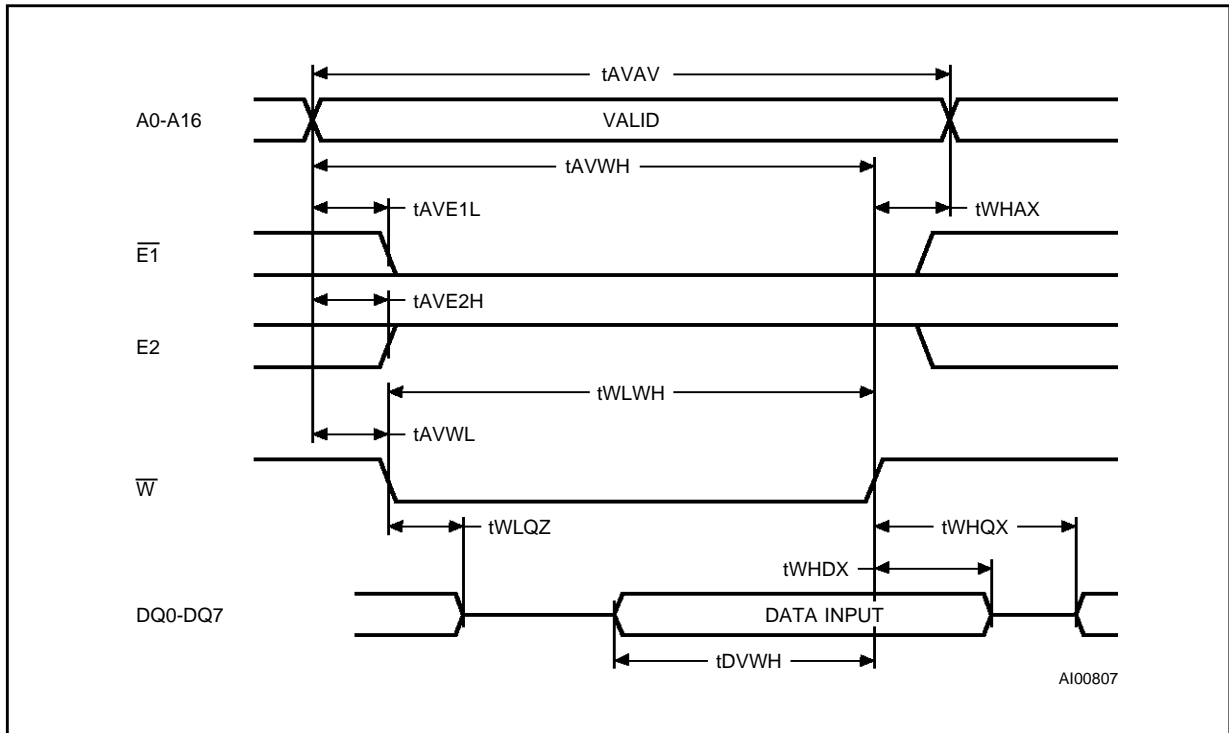 tAVAV
A0-A16
VALID
tAVWH
tAVE1L
tWHAX
E1
tAVE2H
E2
tWLWH
tAVWL
W
tWLQZ
tWHQX
tWHDX
DQ0-DQ7
DATA INPUT
tDVWH
AI00807